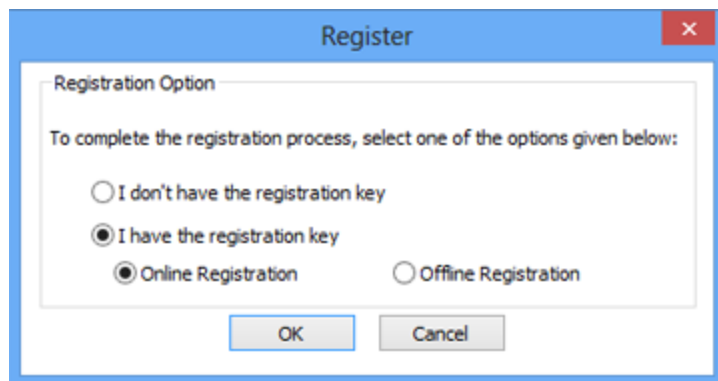 Register
Registration Option
To complete the registration process, select one of the options given below:
I don't have the registration key
I have the registration key
Online Registration Offline Registration
OK Cancel